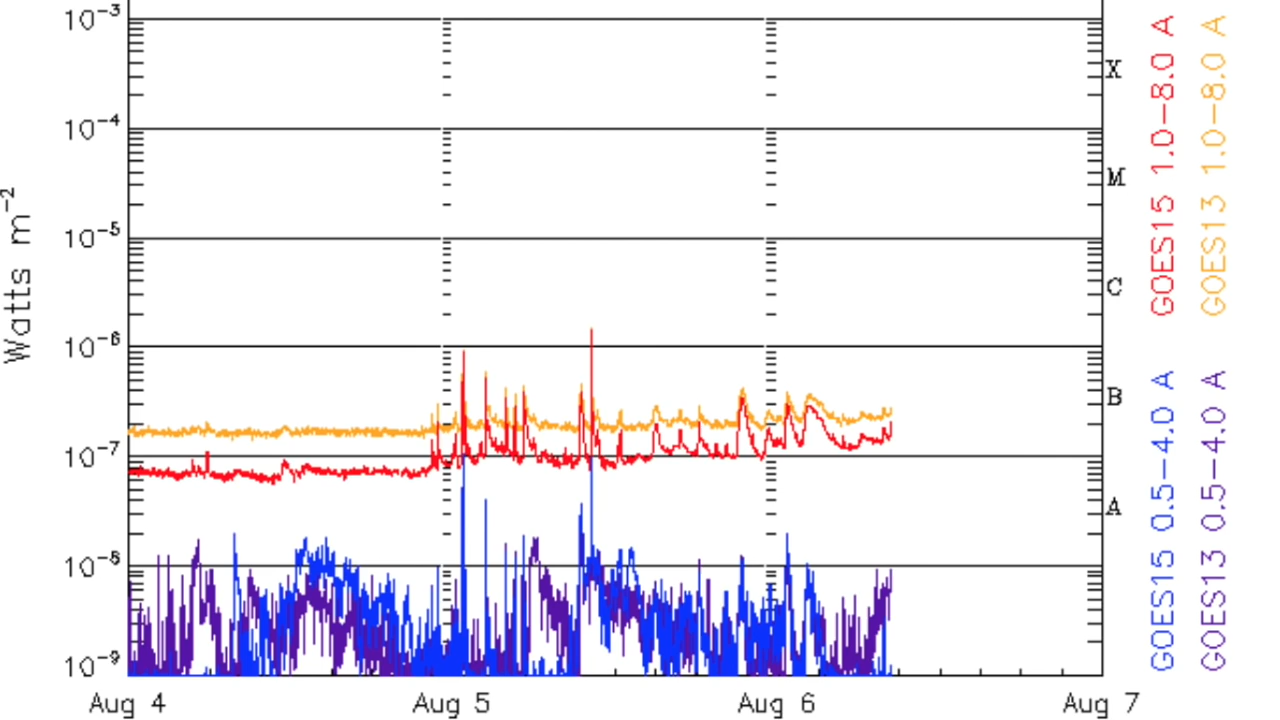 10⁻³
10⁻⁴
10⁻⁵
10⁻⁶
10⁻⁷
10⁻⁸
10⁻⁹
Watts m⁻²
Aug 4
Aug 5
Aug 6
Aug 7
X
M
C
B
A
GOES15 1.0-8.0 A
GOES13 1.0-8.0 A
GOES15 0.5-4.0 A
GOES13 0.5-4.0 A